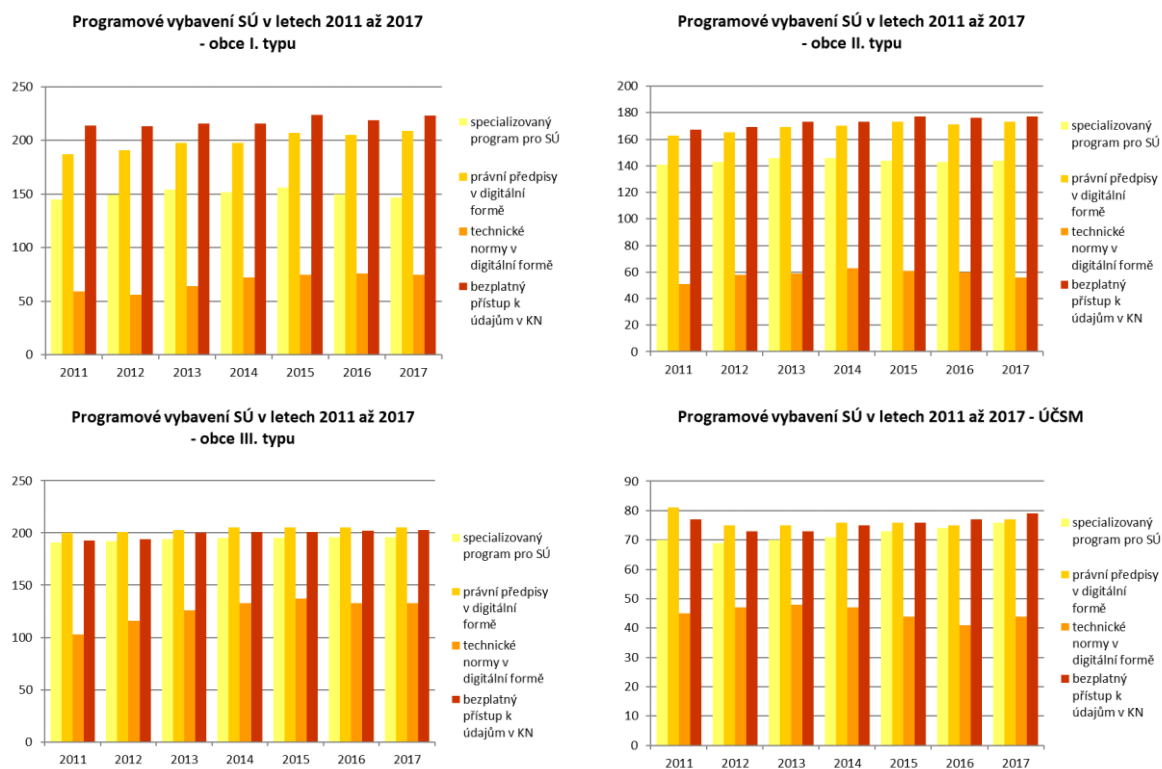 Programové vybavení SÚ v letech 2011 až 2017
- obce I. typu
250
200
150
100
50
0
2011 2012 2013 2014 2015 2016 2017
specializovaný
program pro SÚ
právní předpisy
v digitální
formě
technické
normy v
digitální formě
bezplatný
přístup k
údajům v KN
Programové vybavení SÚ v letech 2011 až 2017
- obce II. typu
200
180
160
140
120
100
80
60
40
20
0
2011 2012 2013 2014 2015 2016 2017
specializovaný
program pro SÚ
právní předpisy
v digitální
formě
technické
normy v
digitální formě
bezplatný
přístup k
údajům v KN
Programové vybavení SÚ v letech 2011 až 2017
- obce III. typu
250
200
150
100
50
0
2011 2012 2013 2014 2015 2016 2017
specializovaný
program pro SÚ
právní předpisy
v digitální
formě
technické
normy v
digitální formě
bezplatný
přístup k
údajům v KN
Programové vybavení SÚ v letech 2011 až 2017 - ÚČSM
90
80
70
60
50
40
30
20
10
0
2011 2012 2013 2014 2015 2016 2017
specializovaný
program pro SÚ
právní předpisy
v digitální
formě
technické
normy v
digitální formě
bezplatný
přístup k
údajům v KN